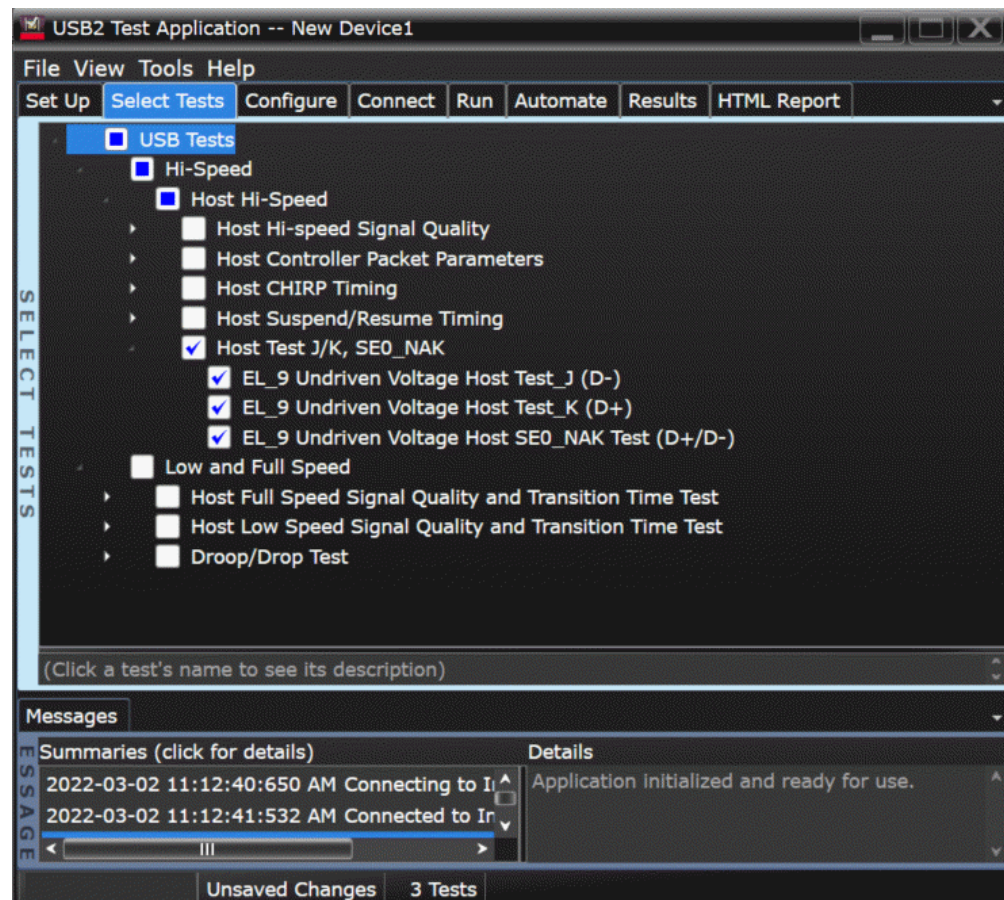 USB2 Test Application -- New Device1
File View Tools Help
Set Up Select Tests Configure Connect Run Automate Results HTML Report
SELECT TESTS
USB Tests
Hi-Speed
Host Hi-Speed
Host Hi-speed Signal Quality
Host Controller Packet Parameters
Host CHIRP Timing
Host Suspend/Resume Timing
Host Test J/K, SE0_NAK
EL_9 Undriven Voltage Host Test_J (D-)
EL_9 Undriven Voltage Host Test_K (D+)
EL_9 Undriven Voltage Host SE0_NAK Test (D+/D-)
Low and Full Speed
Host Full Speed Signal Quality and Transition Time Test
Host Low Speed Signal Quality and Transition Time Test
Droop/Drop Test
(Click a test's name to see its description)
Messages
Summaries (click for details) Details
2022-03-02 11:12:40:650 AM Connecting to
Application initialized and ready for use.
2022-03-02 11:12:41:532 AM Connected to
Unsaved Changes 3 Tests